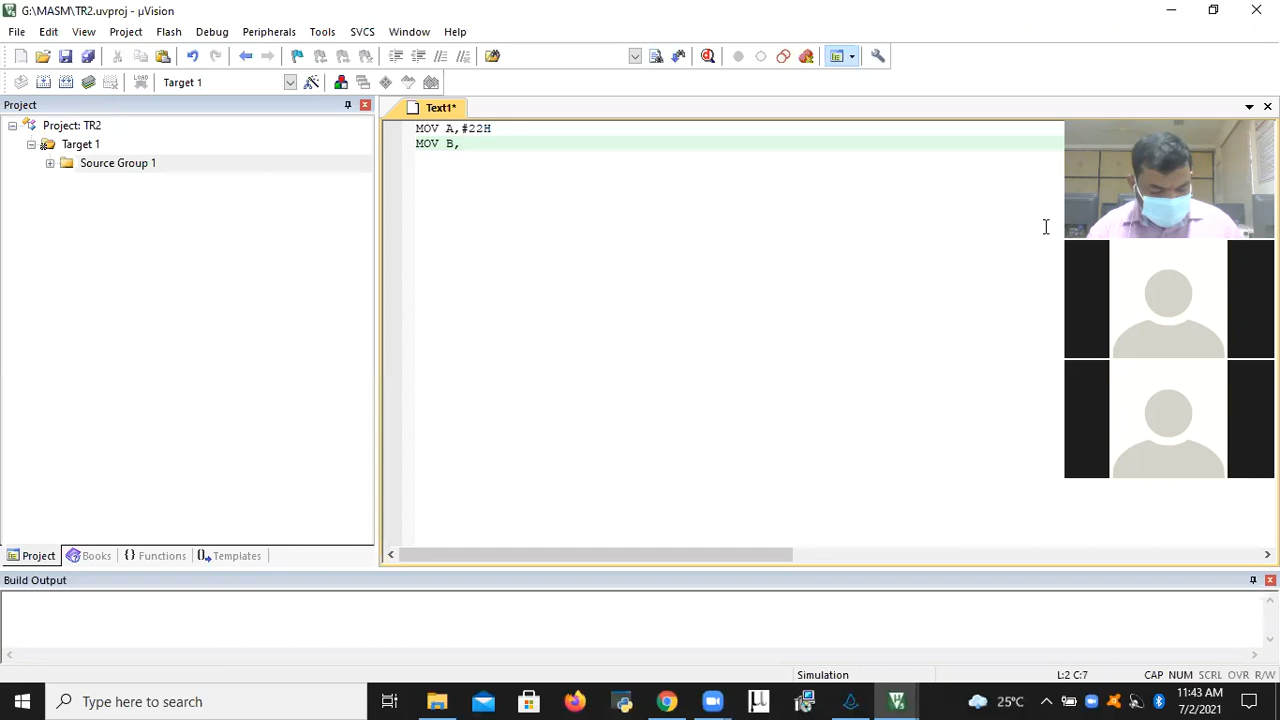 G:\MASM\TR2.uvproj - µVision
File Edit View Project Flash Debug Peripherals Tools SVCS Window Help
LOAD Target 1
Project
Text1*
Project: TR2
Target 1
Source Group 1
MOV A,#22H
MOV B,
Project Books {} Functions {} Templates
Build Output
Simulation L:2 C:7 CAP NUM SCRL OVR R/W
Type here to search
25°C
11:43 AM
7/2/2021